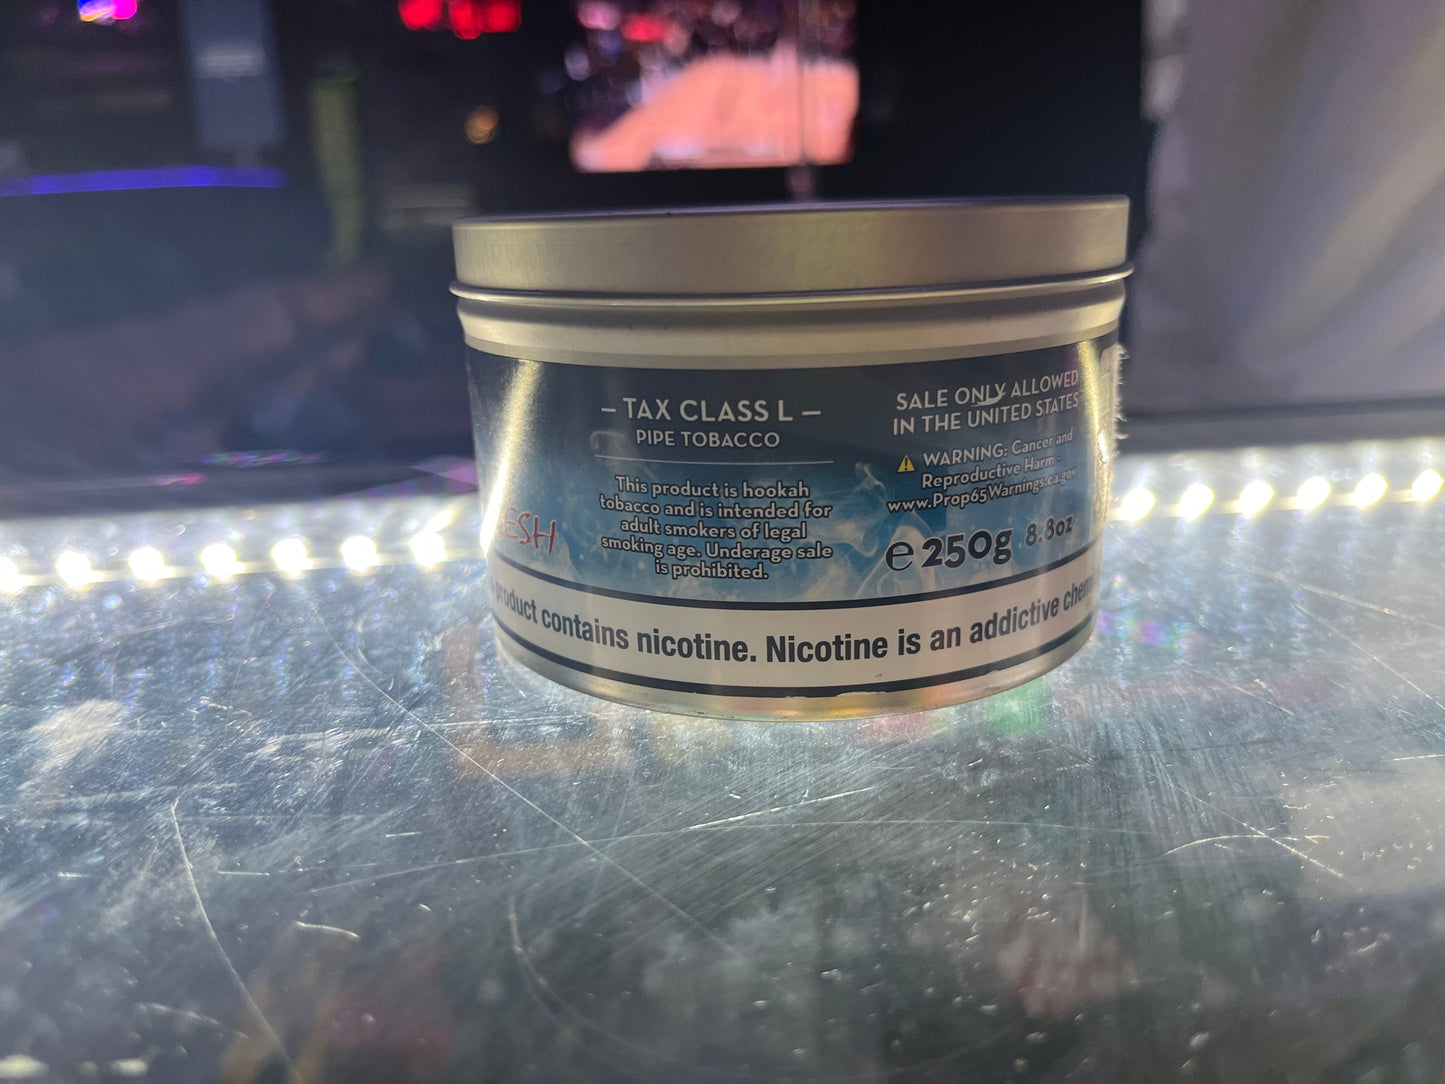 – TAX CLASS L –
PIPE TOBACCO
This product is hookah
tobacco and is intended for
adult smokers of legal
smoking age. Underage sale
is prohibited.
SALE ONLY ALLOWED
IN THE UNITED STATES
⚠ WARNING: Cancer and
Reproductive Harm -
www.Prop65Warnings.ca.gov
e 250g 8.8oz
ESH
product contains nicotine. Nicotine is an addictive chem